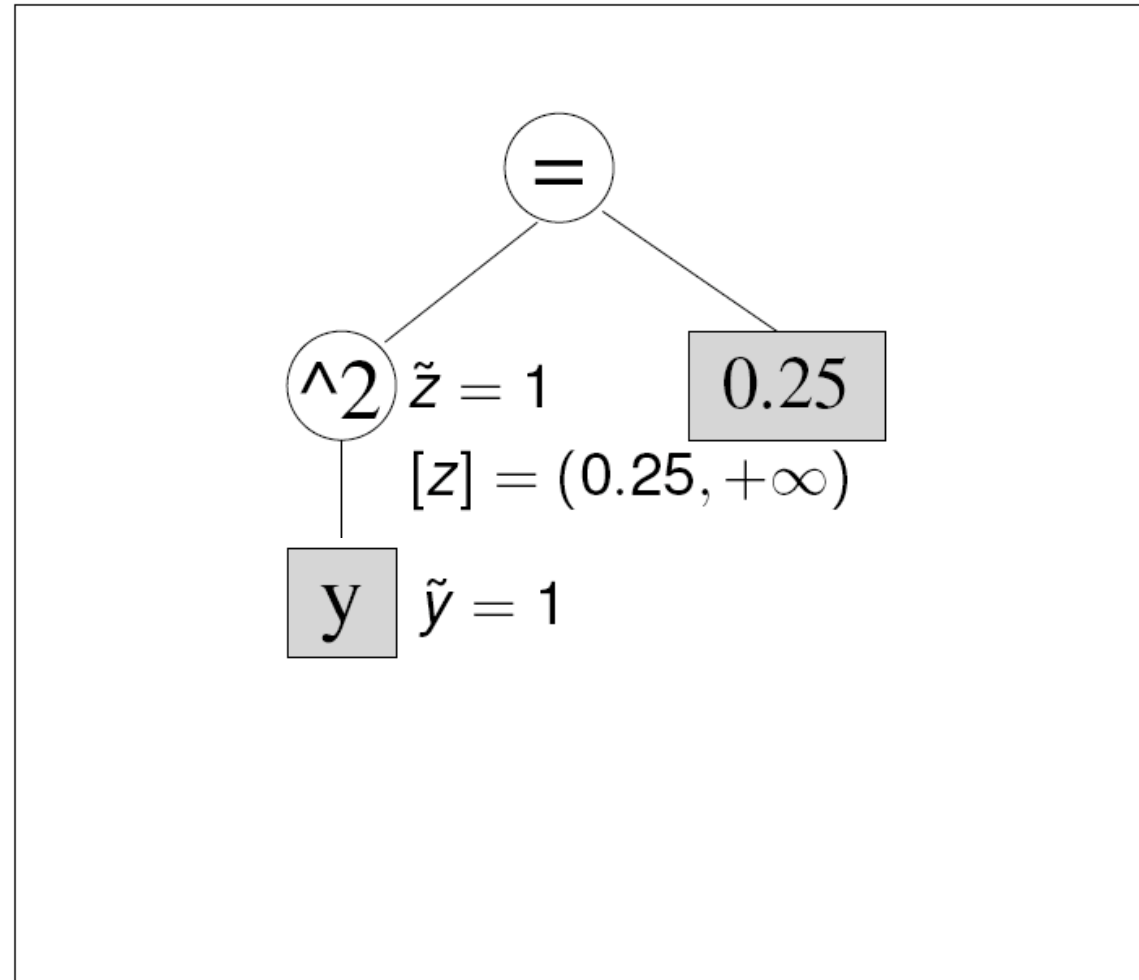 =
^2 z̃ = 1 0.25
[z] = (0.25, +∞)
y ỹ = 1